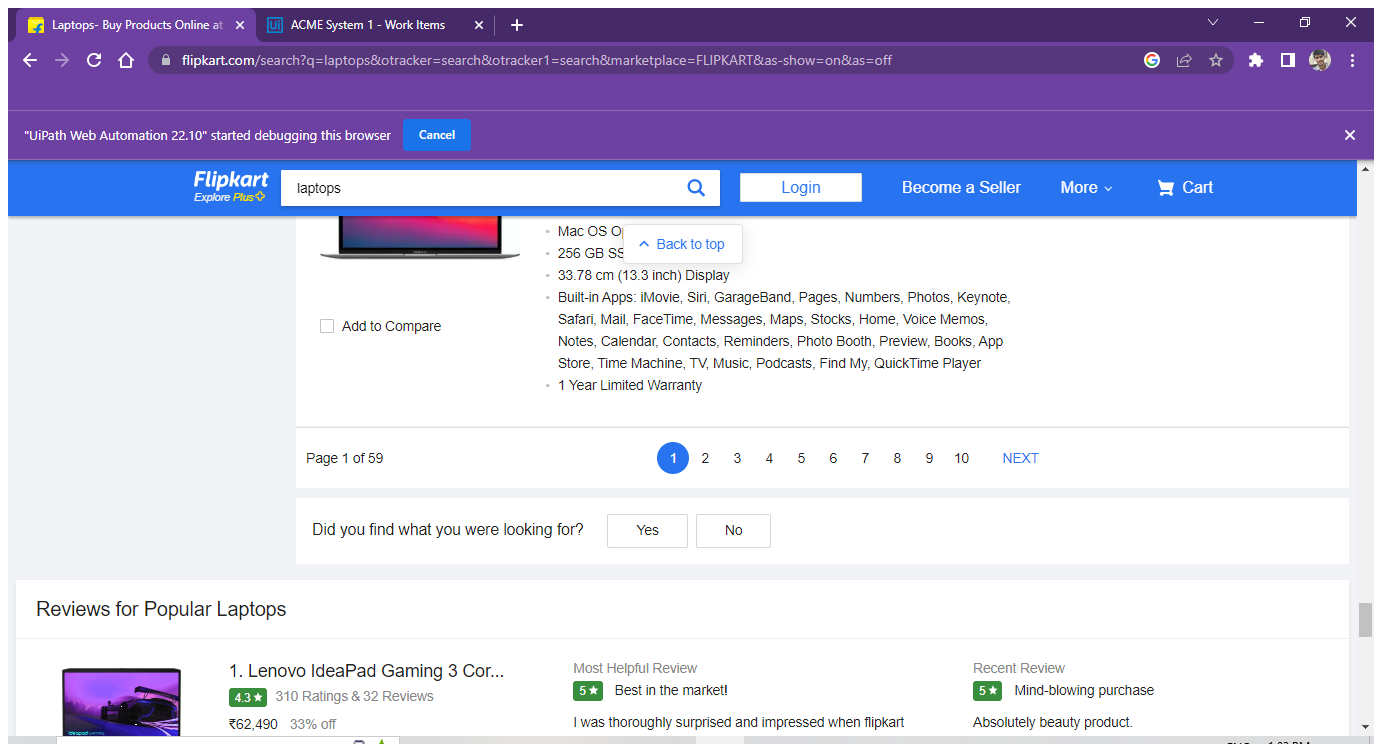 Laptops- Buy Products Online at
ACME System 1 - Work Items
flipkart.com/search?q=laptops&otracker=search&otracker1=search&marketplace=FLIPKART&as-show=on&as=off
"UiPath Web Automation 22.10" started debugging this browser
Cancel
Flipkart
Explore Plus
laptops
Login
Become a Seller
More
Cart
Mac OS
Back to top
256 GB
33.78 cm (13.3 inch) Display
Built-in Apps: iMovie, Siri, GarageBand, Pages, Numbers, Photos, Keynote,
Safari, Mail, FaceTime, Messages, Maps, Stocks, Home, Voice Memos,
Notes, Calendar, Contacts, Reminders, Photo Booth, Preview, Books, App
Store, Time Machine, TV, Music, Podcasts, Find My, QuickTime Player
1 Year Limited Warranty
Add to Compare
Page 1 of 59
1 2 3 4 5 6 7 8 9 10 NEXT
Did you find what you were looking for?
Yes
No
Reviews for Popular Laptops
1. Lenovo IdeaPad Gaming 3 Cor...
4.3★ 310 Ratings & 32 Reviews
₹62,490 33% off
Most Helpful Review
5★ Best in the market!
I was thoroughly surprised and impressed when flipkart
Recent Review
5★ Mind-blowing purchase
Absolutely beauty product.